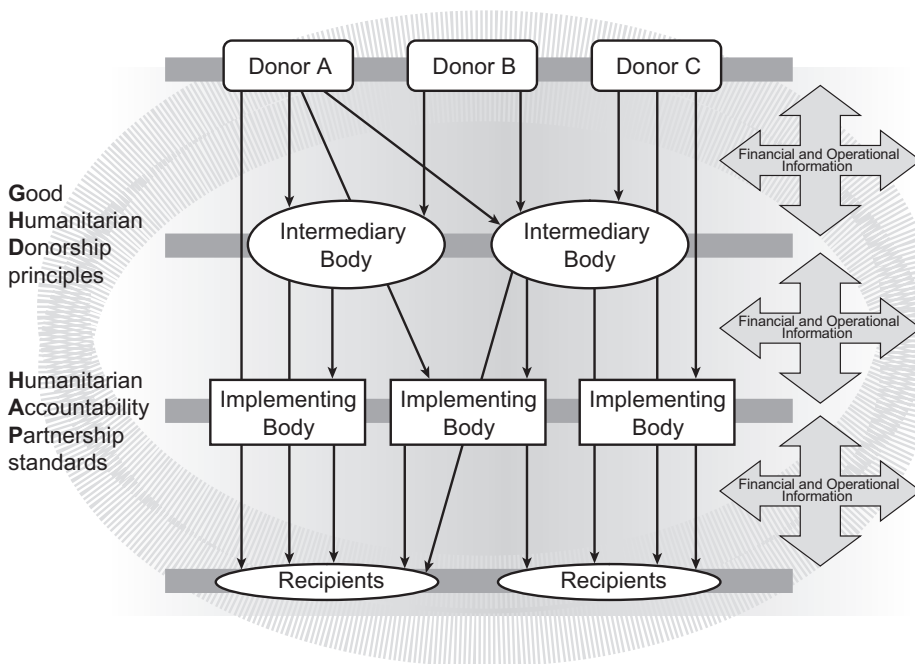 Donor A
Donor B
Donor C
Financial and Operational
Information
Good
Humanitarian
Donorship
principles
Intermediary
Body
Intermediary
Body
Financial and Operational
Information
Humanitarian
Accountability
Partnership
standards
Implementing
Body
Implementing
Body
Implementing
Body
Financial and Operational
Information
Recipients
Recipients